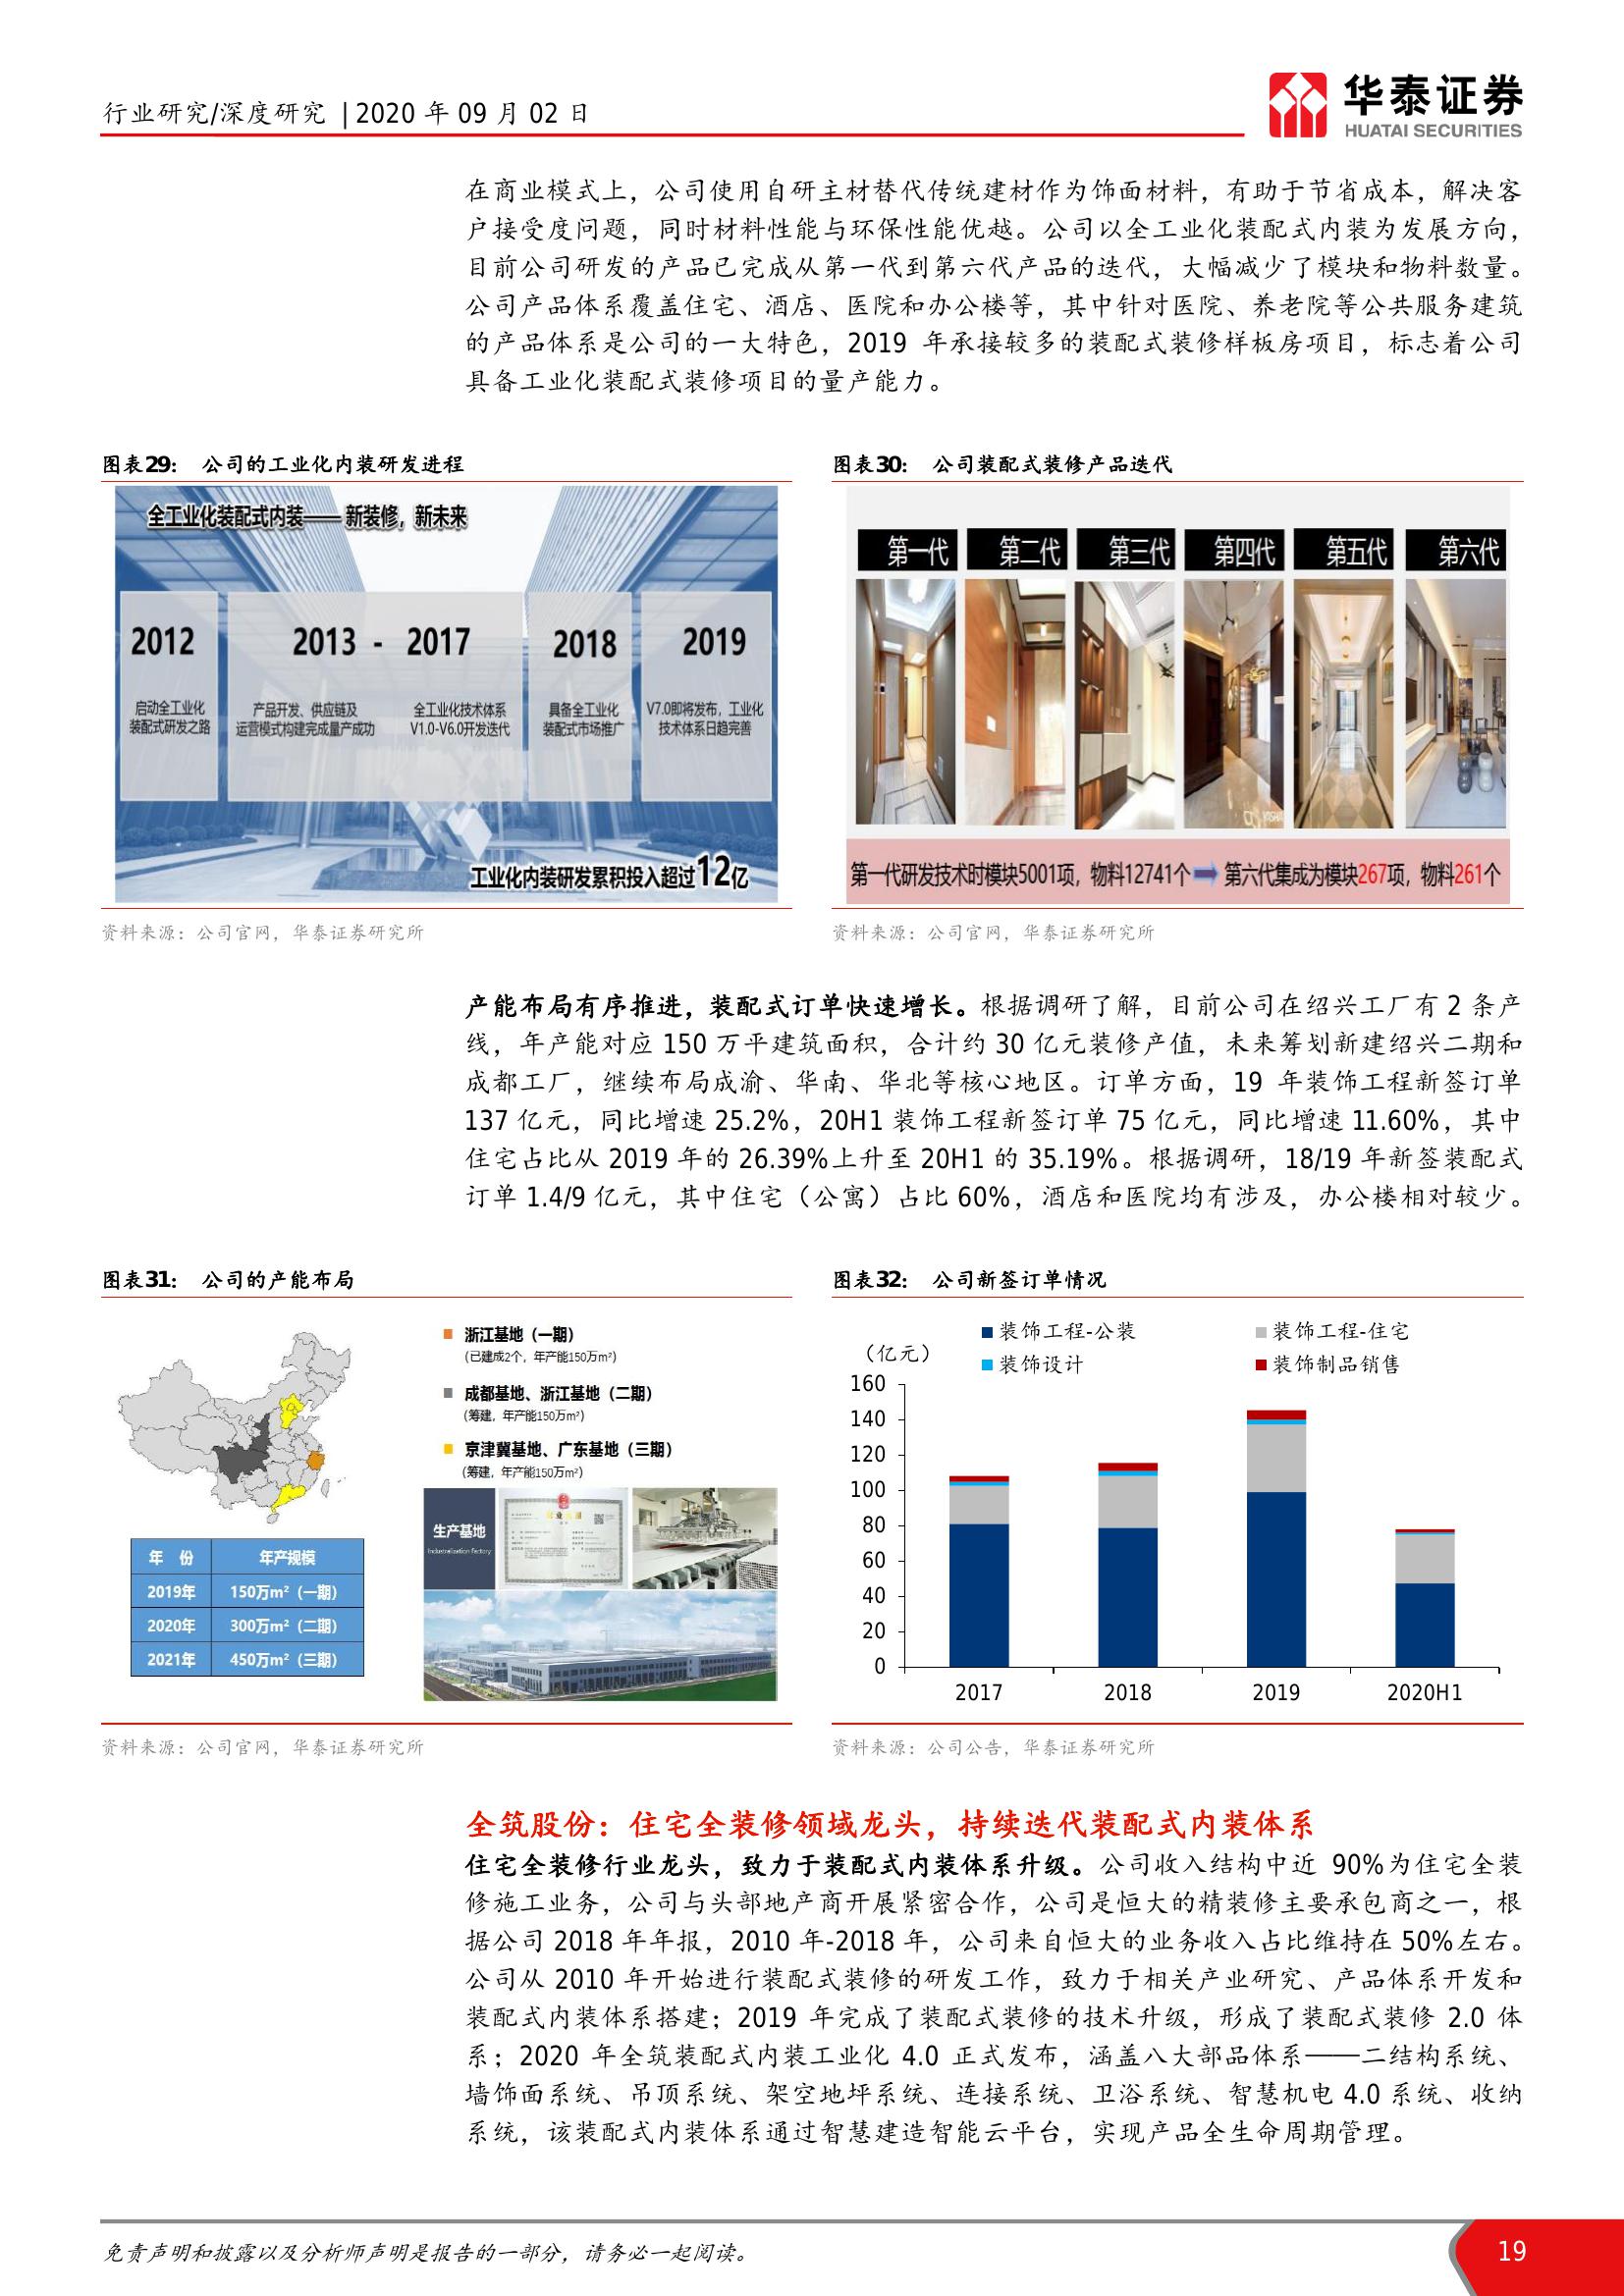 行业研究/深度研究 | 2020 年 09 月 02 日
华泰证券
HUATAI SECURITIES
在商业模式上，公司使用自研主材替代传统建材作为饰面材料，有助于节省成本，解决客
户接受度问题，同时材料性能与环保性能优越。公司以全工业化装配式内装为发展方向，
目前公司研发的产品已完成从第一代到第六代产品的迭代，大幅减少了模块和物料数量。
公司产品体系覆盖住宅、酒店、医院和办公楼等，其中针对医院、养老院等公共服务建筑
的产品体系是公司的一大特色，2019 年承接较多的装配式装修样板房项目，标志着公司
具备工业化装配式装修项目的量产能力。
图表29： 公司的工业化内装研发进程
全工业化装配式内装—— 新装修，新未来
2012
启动全工业化
装配式研发之路
2013 - 2017
产品开发、供应链及
运营模式构建完成量产成功
全工业化技术体系
V1.0-V6.0开发迭代
2018
具备全工业化
装配式市场推广
2019
V7.0即将发布，工业化
技术体系日趋完善
工业化内装研发累积投入超过12亿
资料来源：公司官网，华泰证券研究所
图表30： 公司装配式装修产品迭代
第一代 第二代 第三代 第四代 第五代 第六代
第一代研发技术时模块5001项，物料12741个 第六代集成为模块267项，物料261个
资料来源：公司官网，华泰证券研究所
产能布局有序推进，装配式订单快速增长。根据调研了解，目前公司在绍兴工厂有 2 条产
线，年产能对应 150 万平建筑面积，合计约 30 亿元装修产值，未来筹划新建绍兴二期和
成都工厂，继续布局成渝、华南、华北等核心地区。订单方面，19 年装饰工程新签订单
137 亿元，同比增速 25.2%，20H1 装饰工程新签订单 75 亿元，同比增速 11.60%，其中
住宅占比从 2019 年的 26.39%上升至 20H1 的 35.19%。根据调研，18/19 年新签装配式
订单 1.4/9 亿元，其中住宅（公寓）占比 60%，酒店和医院均有涉及，办公楼相对较少。
图表31： 公司的产能布局
浙江基地（一期）
(已建成2个，年产能150万m²)
成都基地、浙江基地（二期）
(筹建，年产能150万m²)
京津冀基地、广东基地（三期）
(筹建，年产能150万m²)
生产基地
Industrialization Factory
年 份 年产规模
2019年 150万m²（一期）
2020年 300万m²（二期）
2021年 450万m²（三期）
资料来源：公司官网，华泰证券研究所
图表32： 公司新签订单情况
（亿元）
装饰工程-公装 装饰工程-住宅
装饰设计 装饰制品销售
160
140
120
100
80
60
40
20
0
2017 2018 2019 2020H1
资料来源：公司公告，华泰证券研究所
全筑股份：住宅全装修领域龙头，持续迭代装配式内装体系
住宅全装修行业龙头，致力于装配式内装体系升级。公司收入结构中近 90%为住宅全装
修施工业务，公司与头部地产商开展紧密合作，公司是恒大的精装修主要承包商之一，根
据公司 2018 年年报，2010 年-2018 年，公司来自恒大的业务收入占比维持在 50%左右。
公司从 2010 年开始进行装配式装修的研发工作，致力于相关产业研究、产品体系开发和
装配式内装体系搭建；2019 年完成了装配式装修的技术升级，形成了装配式装修 2.0 体
系；2020 年全筑装配式内装工业化 4.0 正式发布，涵盖八大部品体系——二结构系统、
墙饰面系统、吊顶系统、架空地坪系统、连接系统、卫浴系统、智慧机电 4.0 系统、收纳
系统，该装配式内装体系通过智慧建造智能云平台，实现产品全生命周期管理。
免责声明和披露以及分析师声明是报告的一部分，请务必一起阅读。
19